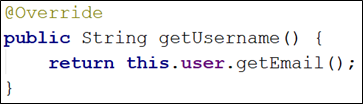 @Override
public String getUsername() {
    return this.user.getEmail();
}